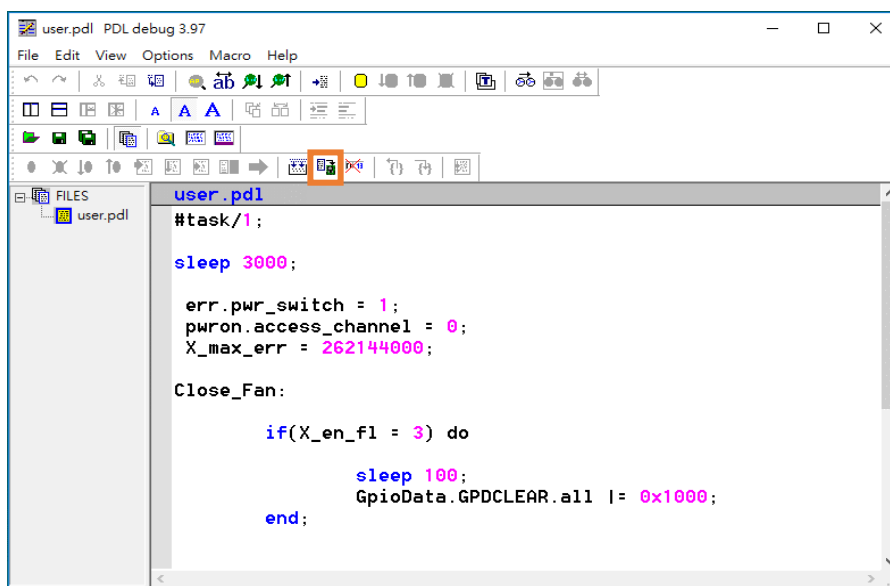 user.pdl PDL debug 3.97
File Edit View Options Macro Help
FILES
user.pdl
user.pdl
#task/1;
sleep 3000;
err.pwr_switch = 1;
pwron.access_channel = 0;
X_max_err = 262144000;
Close_Fan:
if(X_en_fl = 3) do
sleep 100;
GpioData.GPDCLEAR.all |= 0x1000;
end;